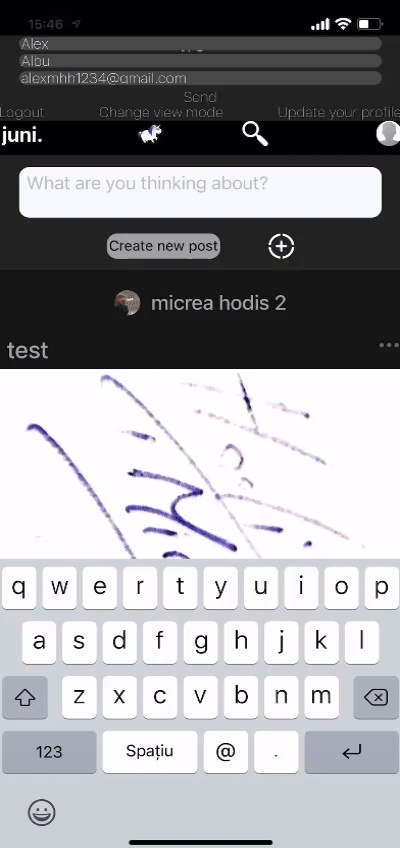 15:46
Alex
Albu
alexmhh1234@gmail.com
Send
Logout Change view mode Update your profile
juni.
What are you thinking about?
Create new post
micrea hodis 2
test
q w e r t y u i o p
a s d f g h j k l
z x c v b n m
123 Spațiu @ .